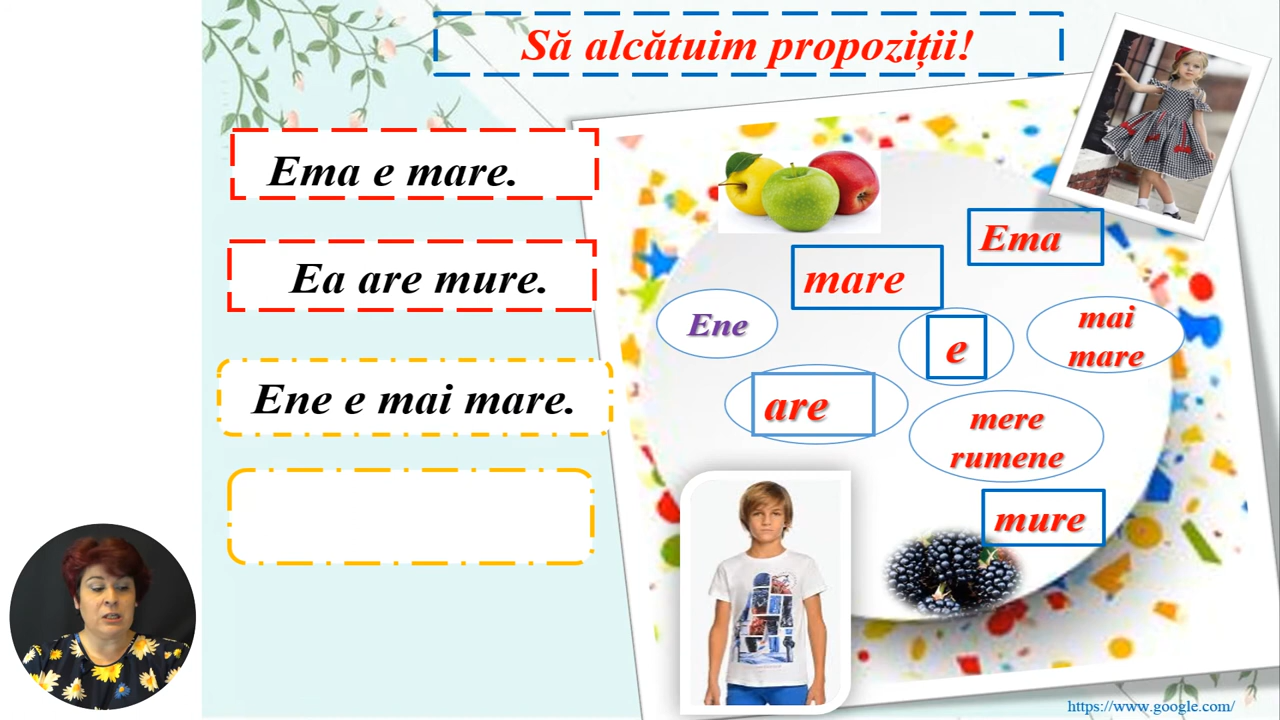 Să alcătuim propoziții!
Ema e mare.
Ea are mure.
Ene e mai mare.
Ema
mare
Ene
e
mai
mare
are
mere
rumene
mure
https://www.google.com/